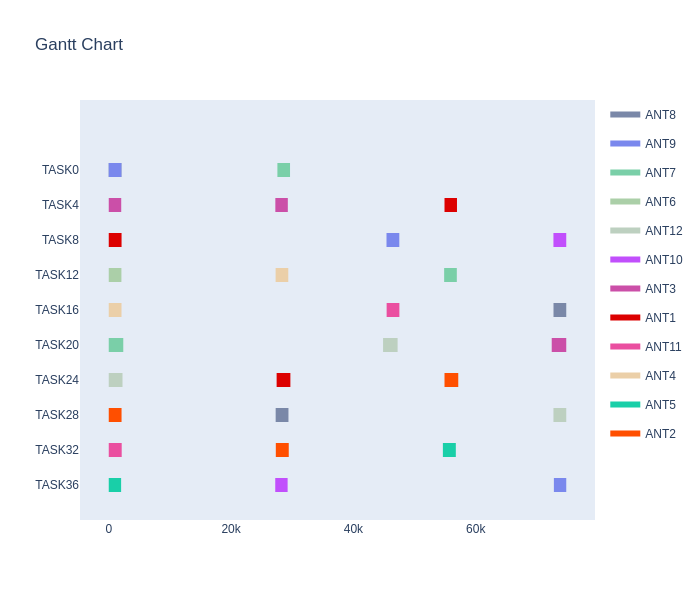 Gantt Chart
TASK0
TASK4
TASK8
TASK12
TASK16
TASK20
TASK24
TASK28
TASK32
TASK36
0 20k 40k 60k
ANT8
ANT9
ANT7
ANT6
ANT12
ANT10
ANT3
ANT1
ANT11
ANT4
ANT5
ANT2